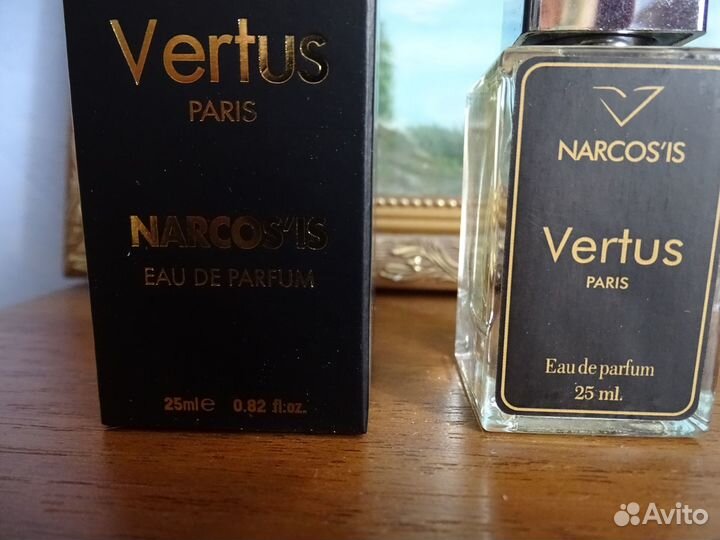 Vertus
PARIS
NARCOS'IS
EAU DE PARFUM
25ml e 0.82 fl:oz.
NARCOS'IS
Vertus
PARIS
Eau de parfum
25 ml.
Avito